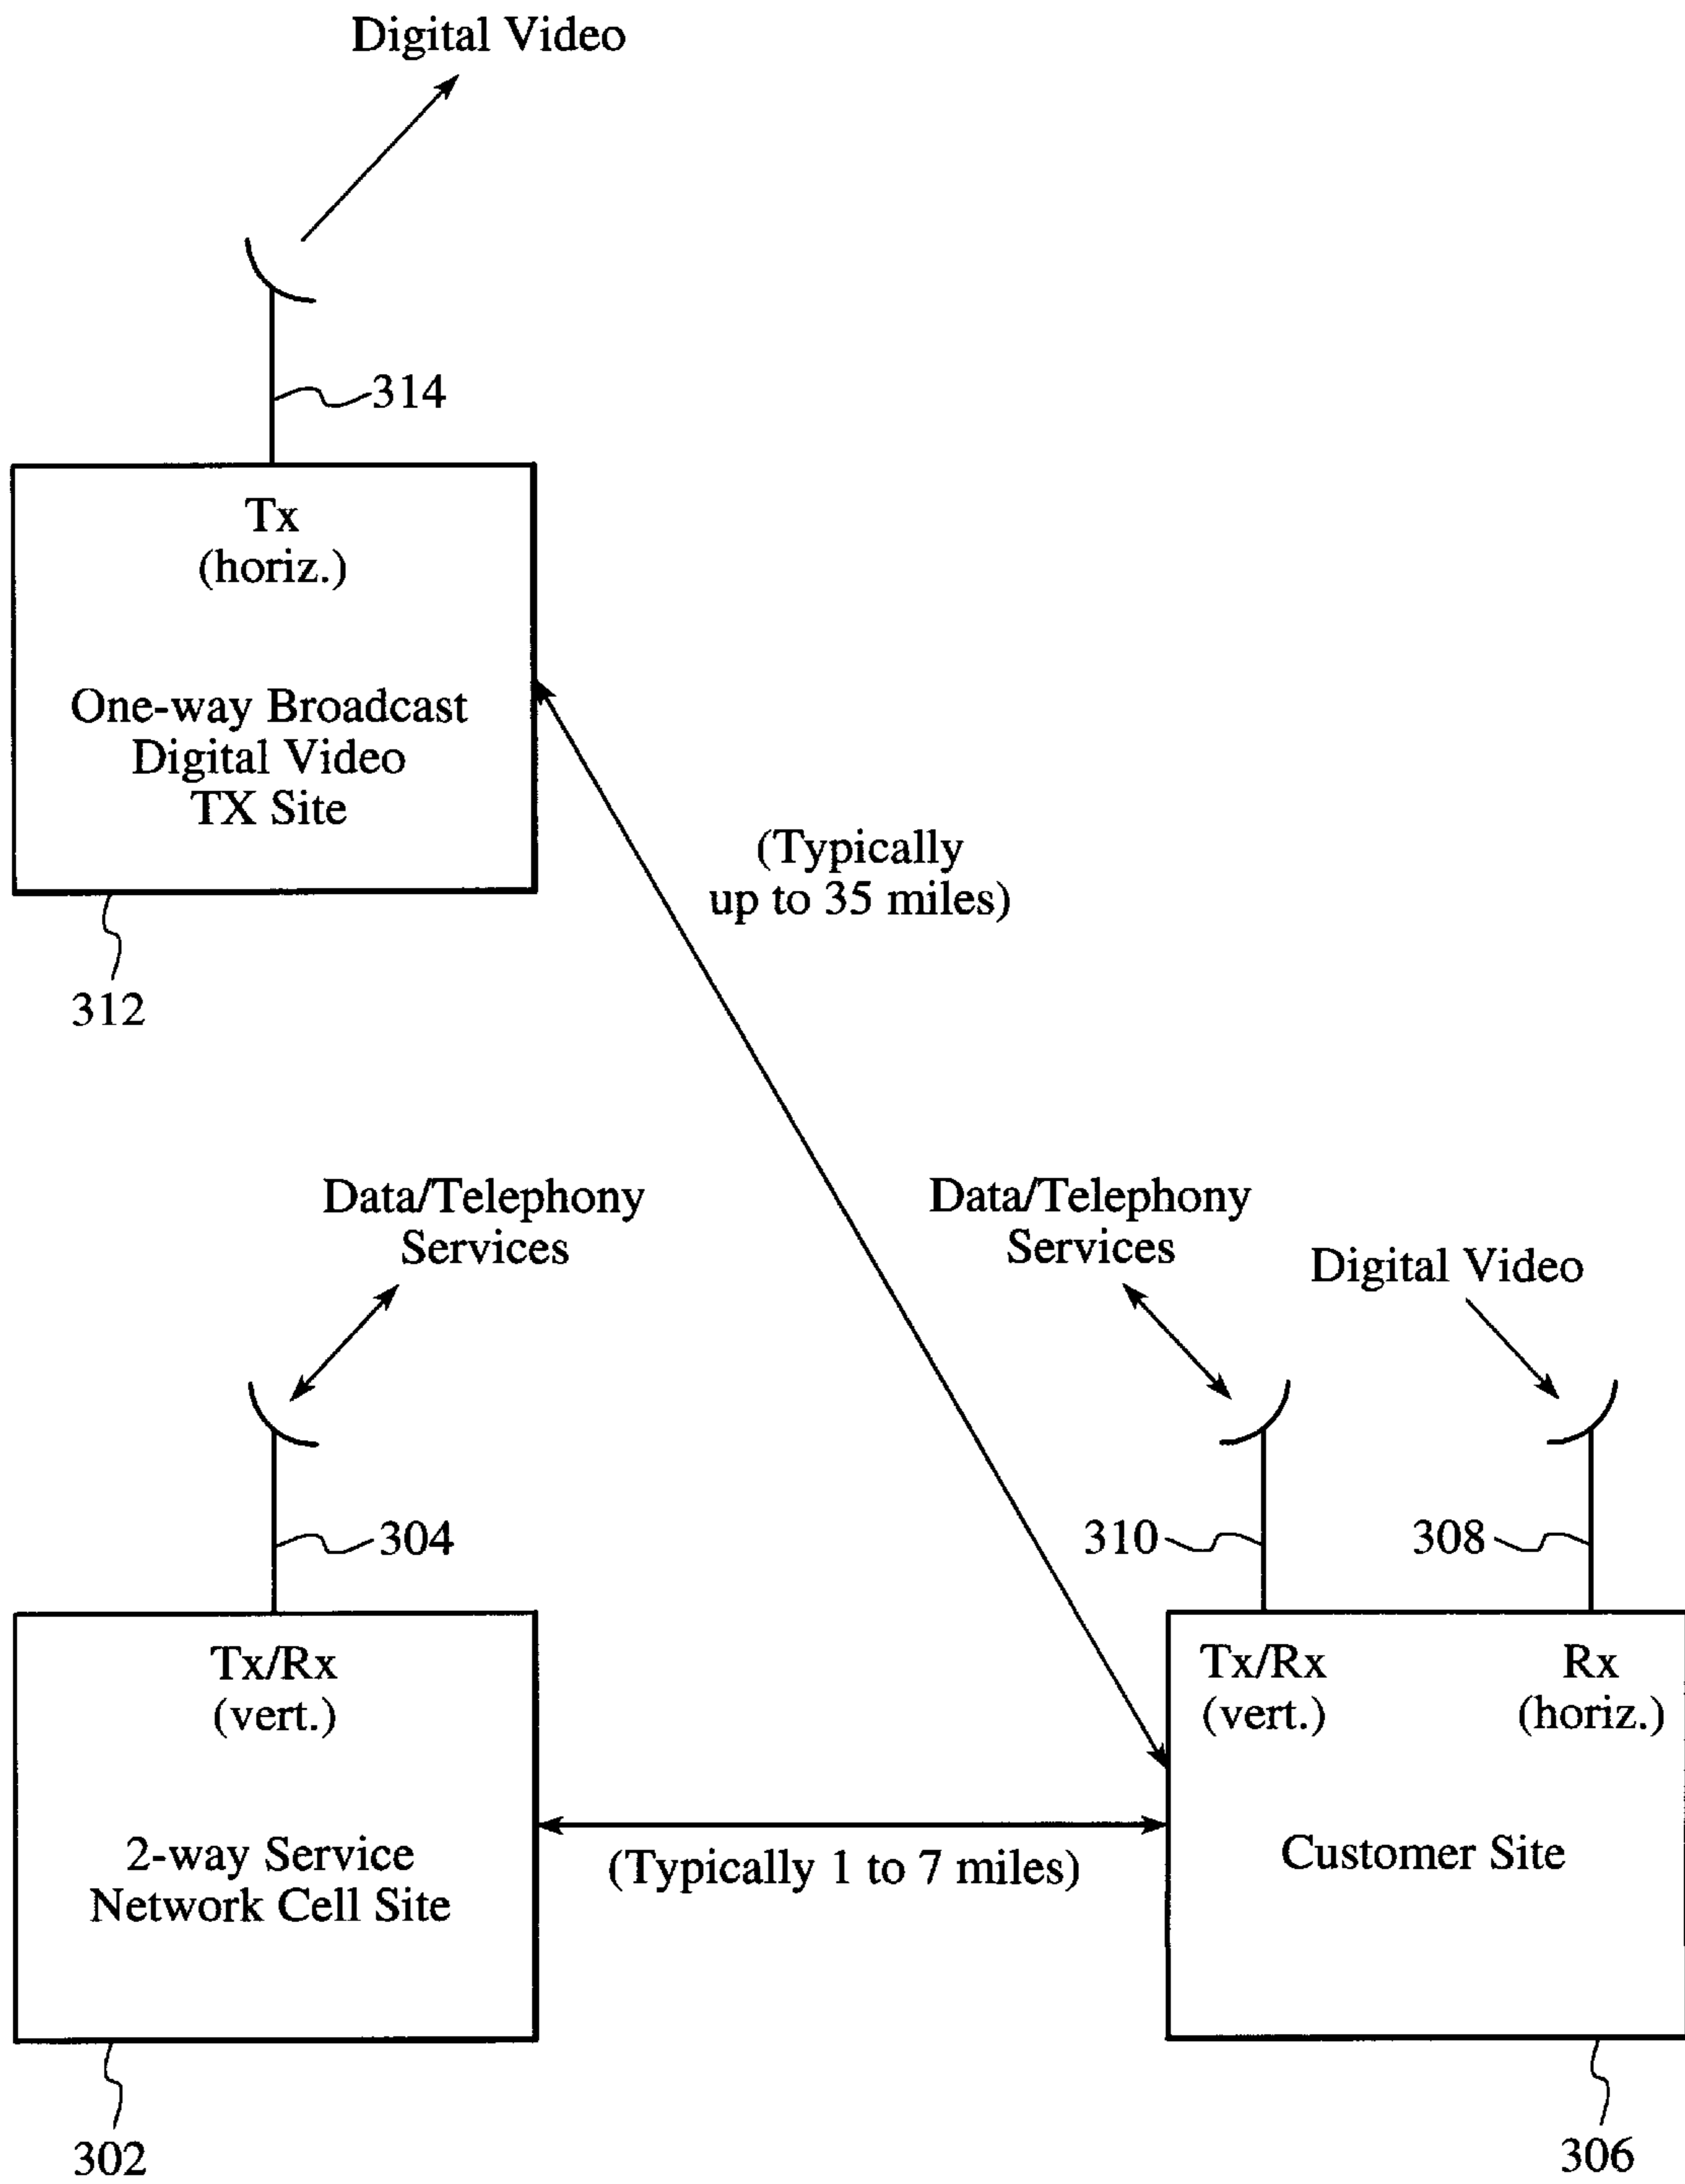 Digital Video
314
Tx
(horiz.)
One-way Broadcast
Digital Video
TX Site
(Typically
up to 35 miles)
312
Data/Telephony
Services
Data/Telephony
Services
Digital Video
304
310
308
Tx/Rx
(vert.)
Tx/Rx
(vert.)
Rx
(horiz.)
2-way Service
Network Cell Site
(Typically 1 to 7 miles)
Customer Site
302
306